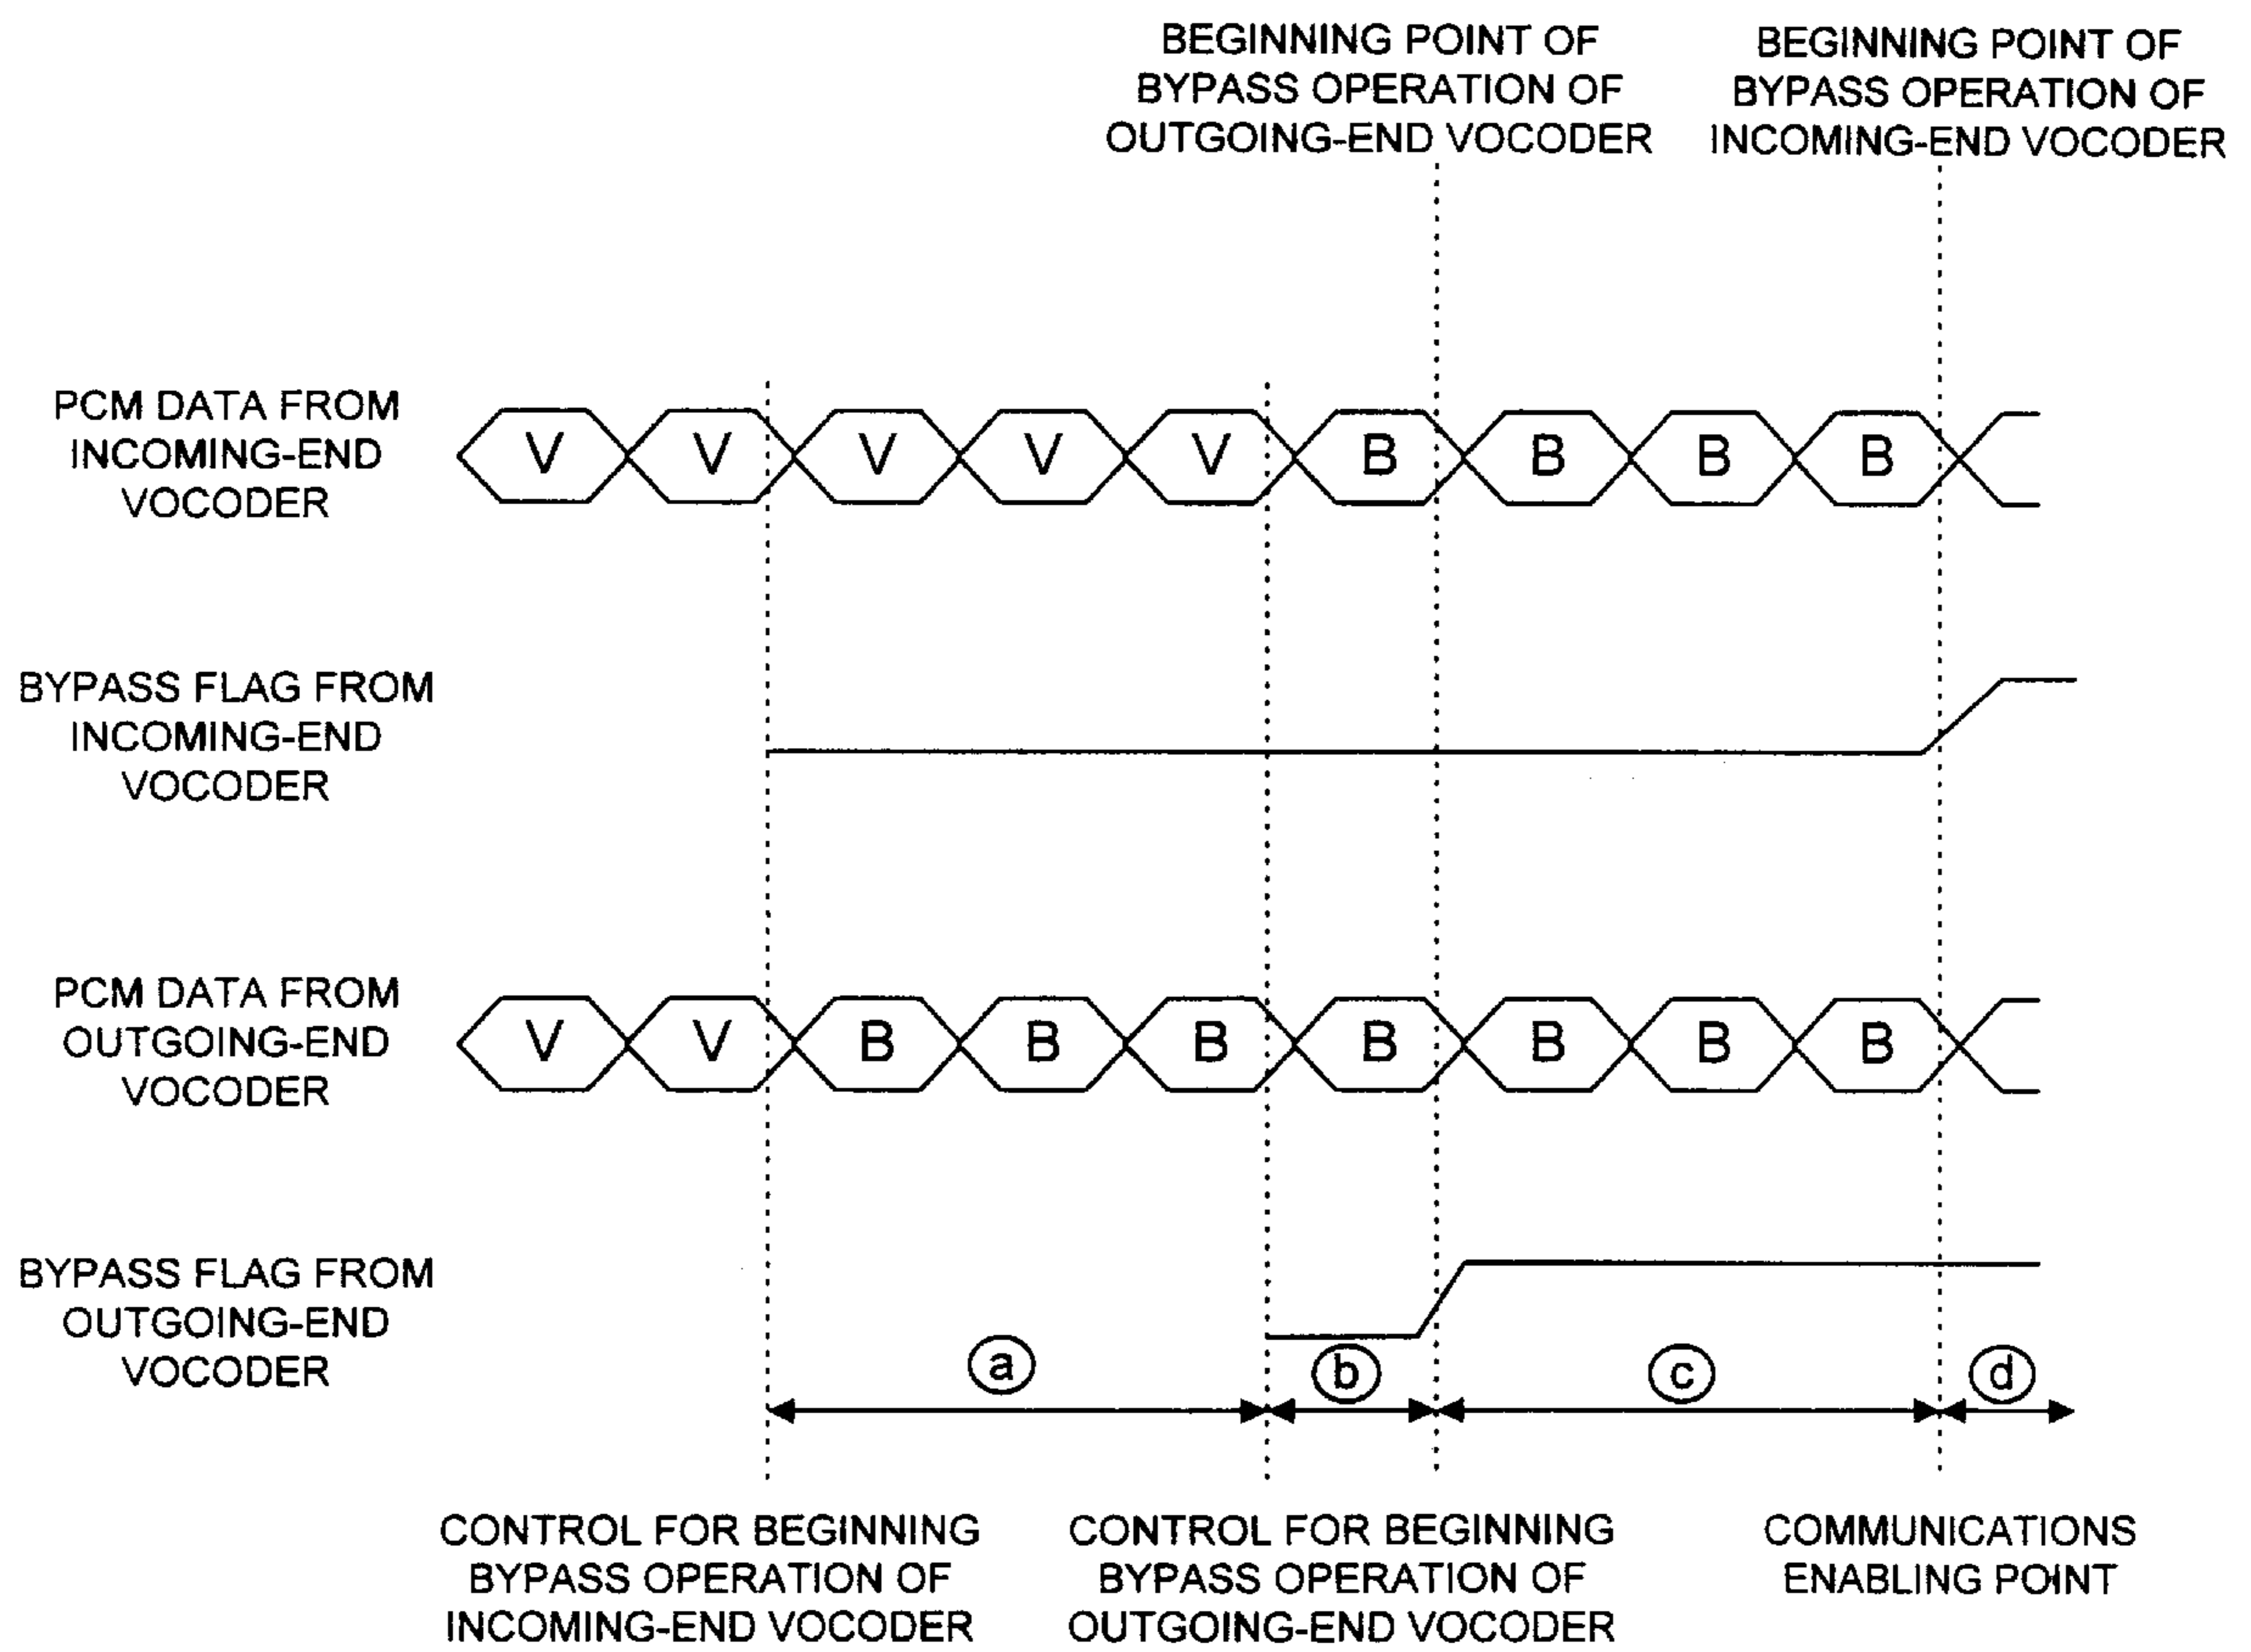 BEGINNING POINT OF
BYPASS OPERATION OF
OUTGOING-END VOCODER
BEGINNING POINT OF
BYPASS OPERATION OF
INCOMING-END VOCODER
PCM DATA FROM
INCOMING-END
VOCODER
V V V V V B B B B
BYPASS FLAG FROM
INCOMING-END
VOCODER
PCM DATA FROM
OUTGOING-END
VOCODER
V V B B B B B B B
BYPASS FLAG FROM
OUTGOING-END
VOCODER
a b c d
CONTROL FOR BEGINNING
BYPASS OPERATION OF
INCOMING-END VOCODER
CONTROL FOR BEGINNING
BYPASS OPERATION OF
OUTGOING-END VOCODER
COMMUNICATIONS
ENABLING POINT